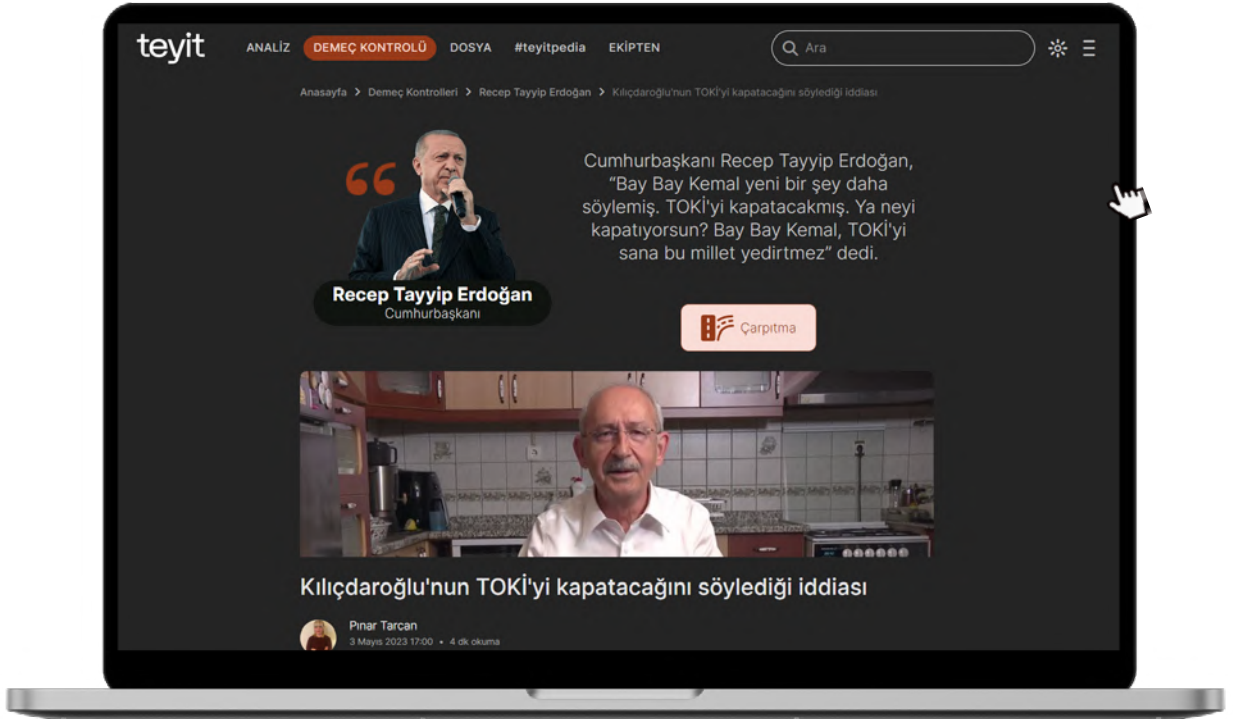 teyit
ANALİZ DEMEÇ KONTROLÜ DOSYA #teyitpedia EKİPTEN
Ara
Anasayfa > Demeç Kontrolleri > Recep Tayyip Erdoğan > Kılıçdaroğlu'nun TOKİ'yi kapatacağını söylediği iddiası
Cumhurbaşkanı Recep Tayyip Erdoğan,
“Bay Bay Kemal yeni bir şey daha
söylemiş. TOKİ'yi kapatacakmış. Ya neyi
kapatıyorsun? Bay Bay Kemal, TOKİ'yi
sana bu millet yedirtmez” dedi.
Recep Tayyip Erdoğan
Cumhurbaşkanı
Çarpıtma
Kılıçdaroğlu'nun TOKİ'yi kapatacağını söylediği iddiası
Pınar Tarcan
3 Mayıs 2023 17:00 • 4 dk okuma